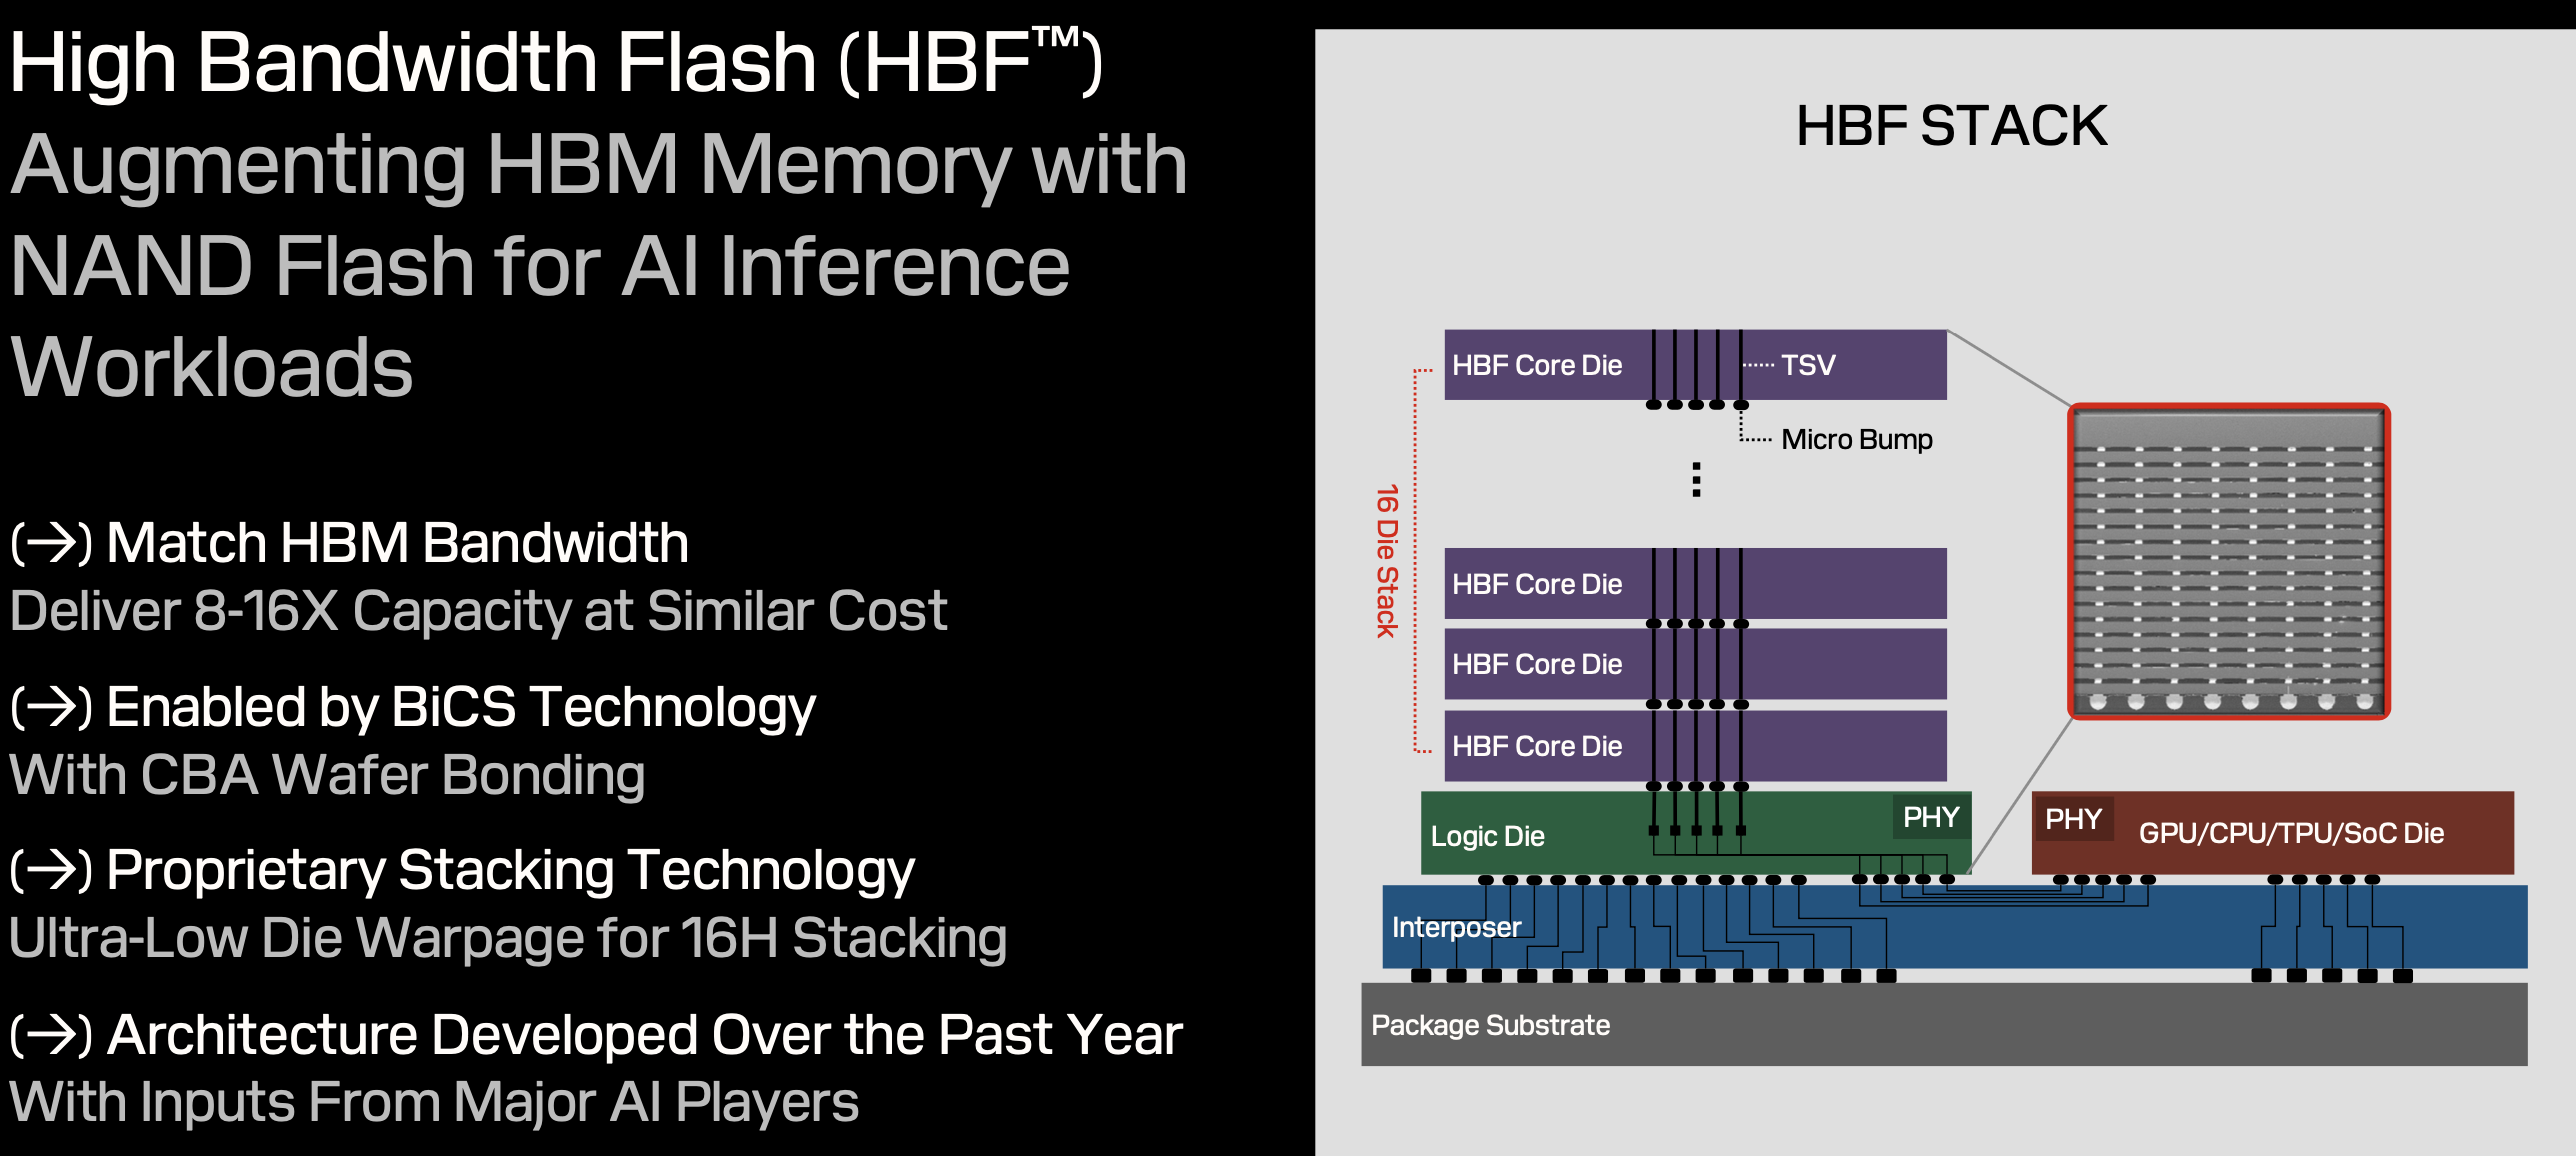 High Bandwidth Flash (HBF™)
Augmenting HBM Memory with
NAND Flash for AI Inference
Workloads
(→) Match HBM Bandwidth
Deliver 8-16X Capacity at Similar Cost
(→) Enabled by BiCS Technology
With CBA Wafer Bonding
(→) Proprietary Stacking Technology
Ultra-Low Die Warpage for 16H Stacking
(→) Architecture Developed Over the Past Year
With Inputs From Major AI Players
HBF STACK
HBF Core Die
TSV
Micro Bump
16 Die Stack
HBF Core Die
HBF Core Die
HBF Core Die
Logic Die
PHY
PHY
GPU/CPU/TPU/SoC Die
Interposer
Package Substrate